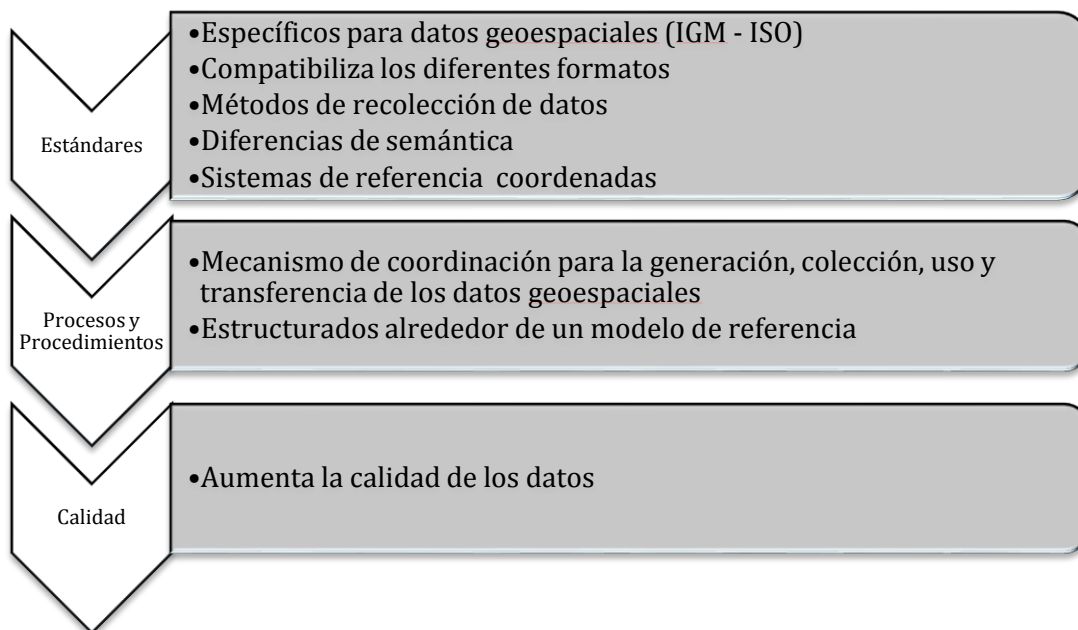 Estándares
•Específicos para datos geoespaciales (IGM - ISO)
•Compatibiliza los diferentes formatos
•Métodos de recolección de datos
•Diferencias de semántica
•Sistemas de referencia  coordenadas
Procesos y
Procedimientos
•Mecanismo de coordinación para la generación, colección, uso y
transferencia de los datos geoespaciales
•Estructurados alrededor de un modelo de referencia
Calidad
•Aumenta la calidad de los datos